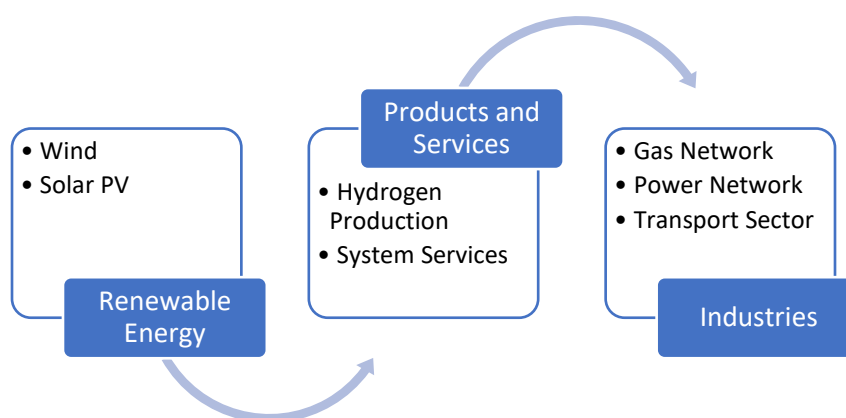 • Wind
• Solar PV
Renewable
Energy
Products and
Services
• Hydrogen
Production
• System Services
• Gas Network
• Power Network
• Transport Sector
Industries